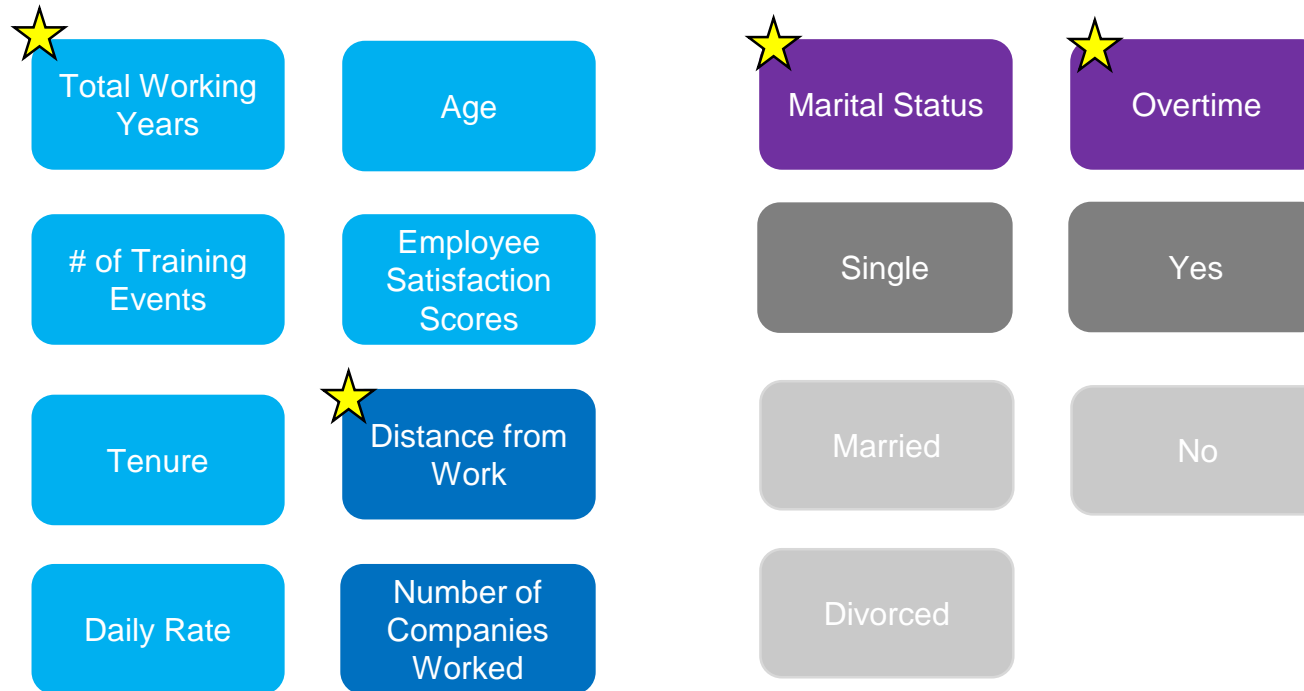 Total Working
Years
Age
Marital Status
Overtime
# of Training
Events
Employee
Satisfaction
Scores
Single
Yes
Tenure
Distance from
Work
Married
No
Daily Rate
Number of
Companies
Worked
Divorced